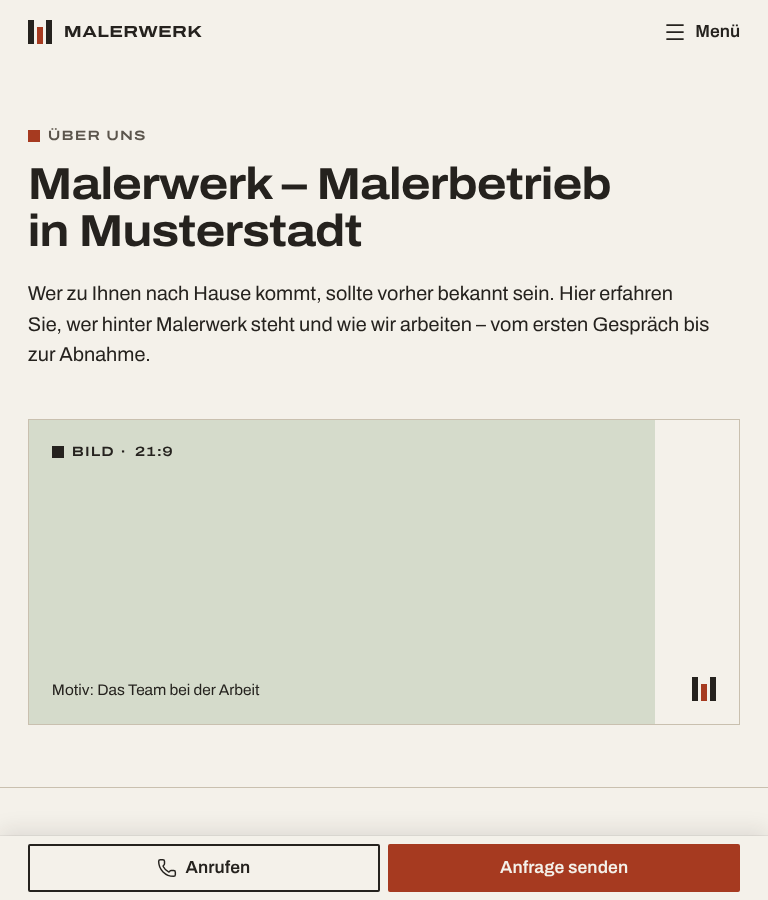 MALERWERK
Menü
ÜBER UNS
Malerwerk – Malerbetrieb
in Musterstadt
Wer zu Ihnen nach Hause kommt, sollte vorher bekannt sein. Hier erfahren
Sie, wer hinter Malerwerk steht und wie wir arbeiten – vom ersten Gespräch bis
zur Abnahme.
BILD · 21:9
Motiv: Das Team bei der Arbeit
Anrufen
Anfrage senden